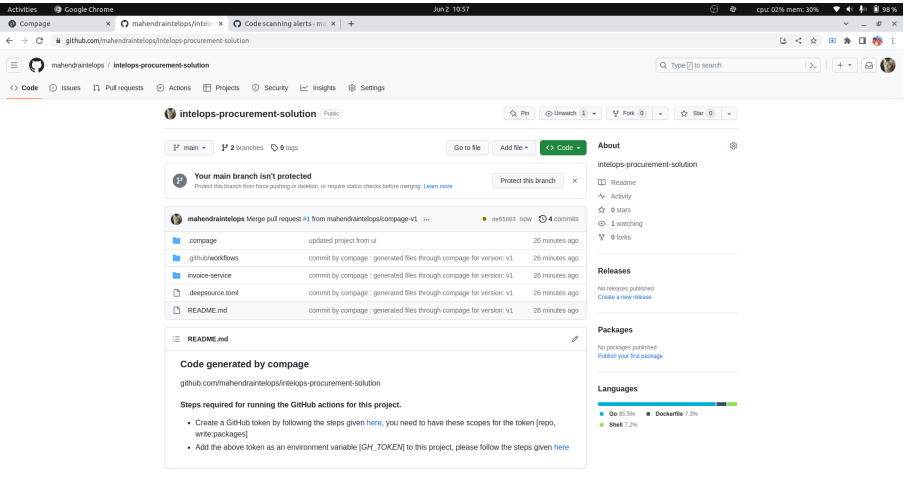 Activities Google Chrome Jun 2 10:57 cpu: 02% mem: 30% 98 %
Compage mahendraintelops/intelo Code scanning alerts - ma
github.com/mahendraintelops/intelops-procurement-solution
mahendraintelops / intelops-procurement-solution Type / to search
Code Issues Pull requests Actions Projects Security Insights Settings
intelops-procurement-solution Public Pin Unwatch 1 Fork 0 Star 0
main 2 branches 0 tags Go to file Add file Code
Your main branch isn't protected
Protect this branch from force pushing or deletion, or require status checks before merging. Learn more
Protect this branch
mahendraintelops Merge pull request #1 from mahendraintelops/compage-v1 ... now 4 commits
.compage updated project from ui 26 minutes ago
.github/workflows commit by compage : generated files through compage for version: v1 26 minutes ago
invoice-service commit by compage : generated files through compage for version: v1 26 minutes ago
.deepsource.toml commit by compage : generated files through compage for version: v1 26 minutes ago
README.md commit by compage : generated files through compage for version: v1 26 minutes ago
README.md
Code generated by compage
github.com/mahendraintelops/intelops-procurement-solution
Steps required for running the GitHub actions for this project.
• Create a GitHub token by following the steps given here, you need to have these scopes for the token [repo,
write:packages]
• Add the above token as an environment variable [GH_TOKEN] to this project, please follow the steps given here
About
intelops-procurement-solution
Readme
Activity
0 stars
1 watching
0 forks
Releases
No releases published
Create a new release
Packages
No packages published
Publish your first package
Languages
Go 85.5% Dockerfile 7.3%
Shell 7.2%